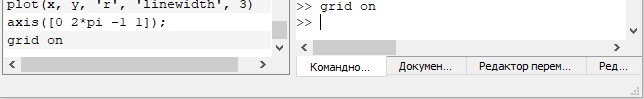 plot(x, y, 'r', 'linewidth', 3)
axis([0 2*pi -1 1]);
grid on
>> grid on
>>
Командно... Докумен... Редактор перем... Ред...